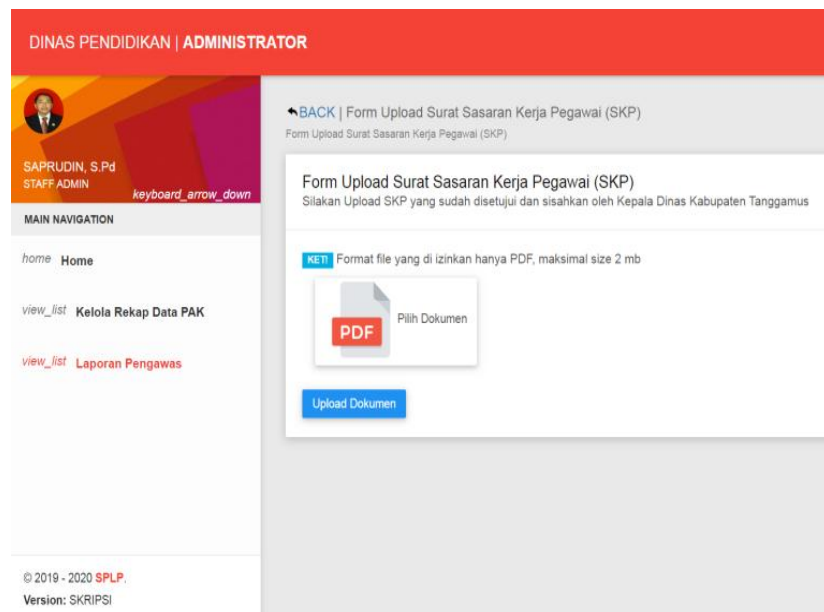 DINAS PENDIDIKAN | ADMINISTRATOR
SAPRUDIN, S.Pd
STAFF ADMIN
keyboard_arrow_down
MAIN NAVIGATION
home Home
view_list Kelola Rekap Data PAK
view_list Laporan Pengawas
© 2019 - 2020 SPLP.
Version: SKRIPSI
BACK | Form Upload Surat Sasaran Kerja Pegawai (SKP)
Form Upload Surat Sasaran Kerja Pegawai (SKP)
Form Upload Surat Sasaran Kerja Pegawai (SKP)
Silakan Upload SKP yang sudah disetujui dan sisahkan oleh Kepala Dinas Kabupaten Tanggamus
KET! Format file yang di izinkan hanya PDF, maksimal size 2 mb
PDF Pilih Dokumen
Upload Dokumen